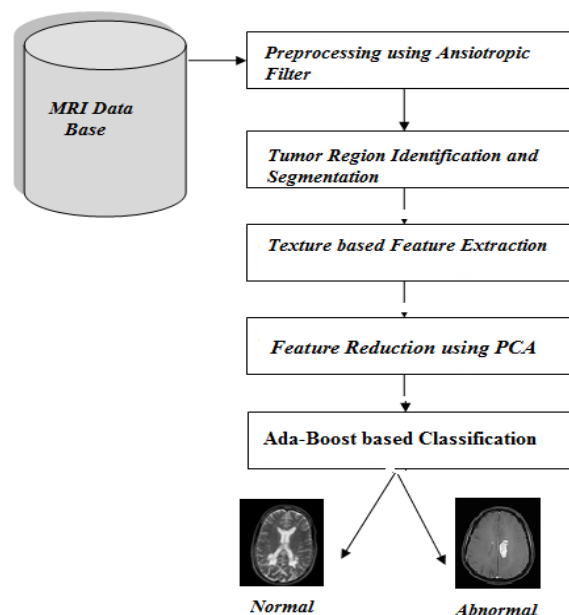 MRI Data
Base
Preprocessing using Ansiotropic
Filter
Tumor Region Identification and
Segmentation
Texture based Feature Extraction
Feature Reduction using PCA
Ada-Boost based Classification
Normal
Abnormal